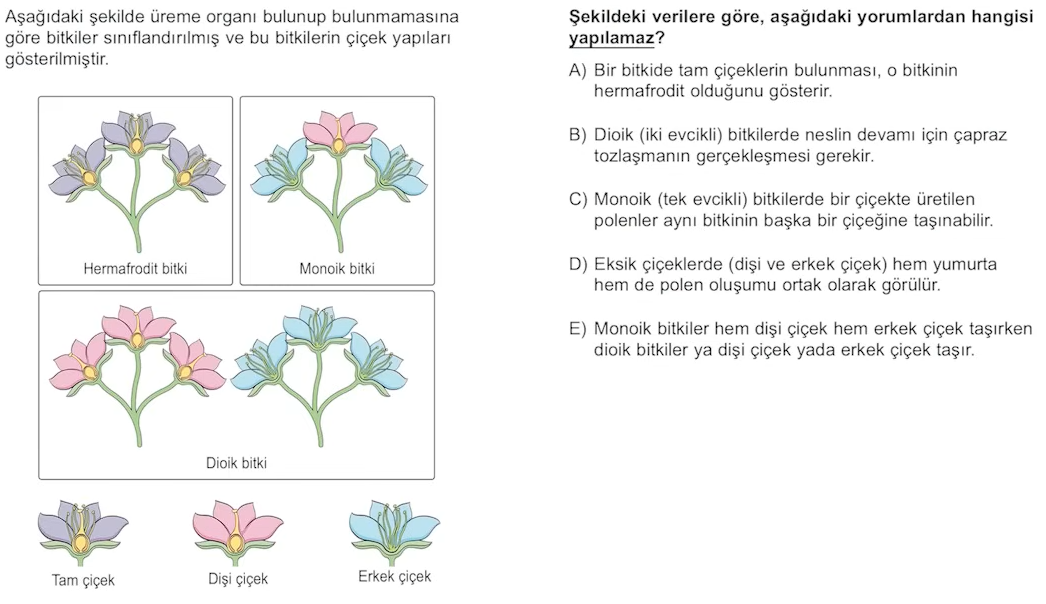 Aşağıdaki şekilde üreme organı bulunup bulunmamasına
göre bitkiler sınıflandırılmış ve bu bitkilerin çiçek yapıları
gösterilmiştir.
Hermafrodit bitki
Monoik bitki
Dioik bitki
Tam çiçek
Dişi çiçek
Erkek çiçek
Şekildeki verilere göre, aşağıdaki yorumlardan hangisi
yapılamaz?
A) Bir bitkide tam çiçeklerin bulunması, o bitkinin
hermafrodit olduğunu gösterir.
B) Dioik (iki evcikli) bitkilerde neslin devamı için çapraz
tozlaşmanın gerçekleşmesi gerekir.
C) Monoik (tek evcikli) bitkilerde bir çiçekte üretilen
polenler aynı bitkinin başka bir çiçeğine taşınabilir.
D) Eksik çiçeklerde (dişi ve erkek çiçek) hem yumurta
hem de polen oluşumu ortak olarak görülür.
E) Monoik bitkiler hem dişi çiçek hem erkek çiçek taşırken
dioik bitkiler ya dişi çiçek yada erkek çiçek taşır.